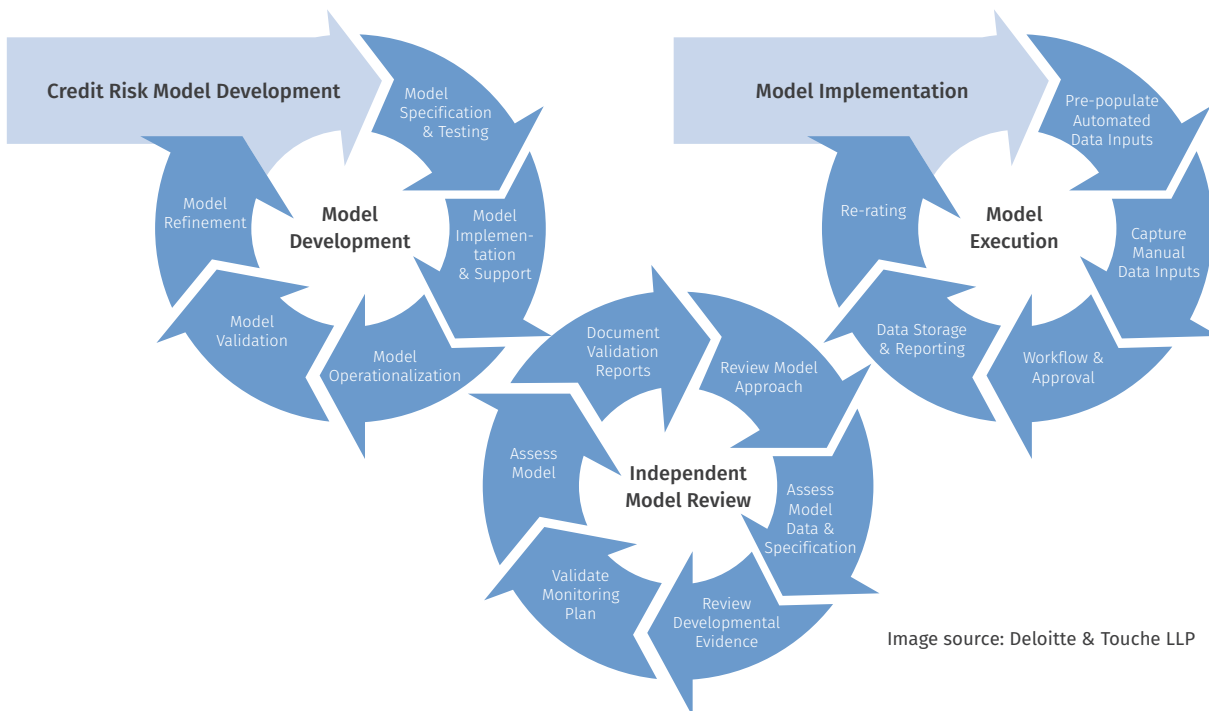 Credit Risk Model Development
Model
Specification
& Testing
Model
Implemen-
tation
& Support
Model
Operationalization
Model
Validation
Model
Refinement
Model
Development
Document
Validation
Reports
Review Model
Approach
Assess
Model
Data &
Specification
Review
Developmental
Evidence
Validate
Monitoring
Plan
Assess
Model
Independent
Model Review
Model Implementation
Pre-populate
Automated
Data Inputs
Capture
Manual
Data Inputs
Workflow &
Approval
Data Storage
& Reporting
Re-rating
Model
Execution
Image source: Deloitte & Touche LLP